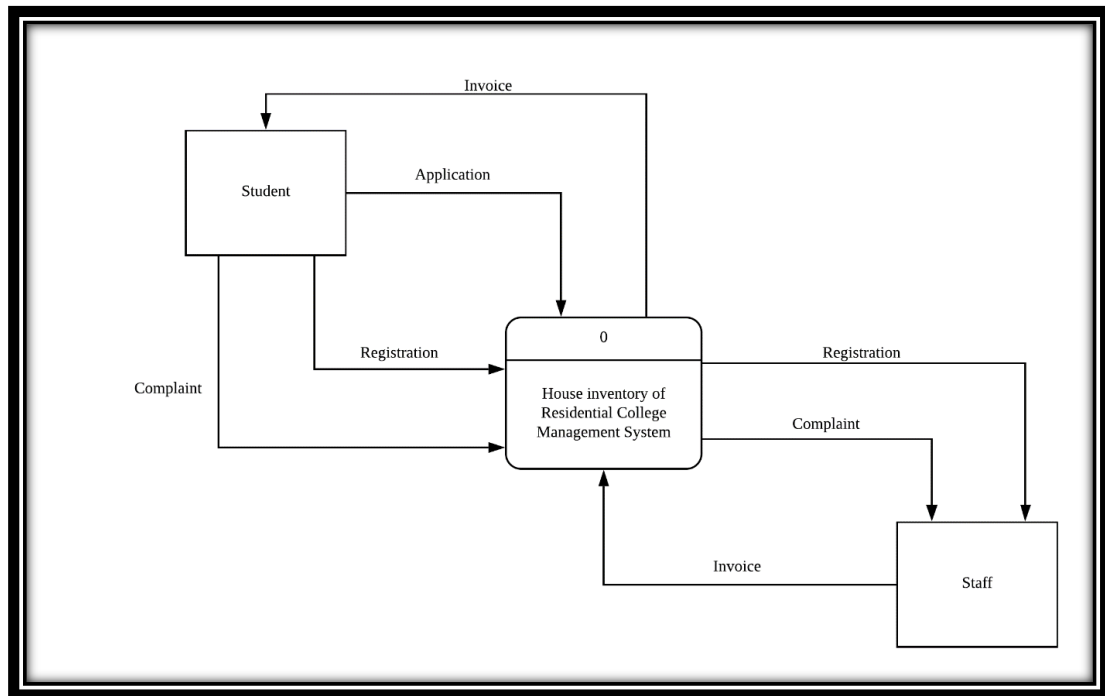 Invoice
Application
Student
Registration
Complaint
0
House inventory of
Residential College
Management System
Registration
Complaint
Invoice
Staff